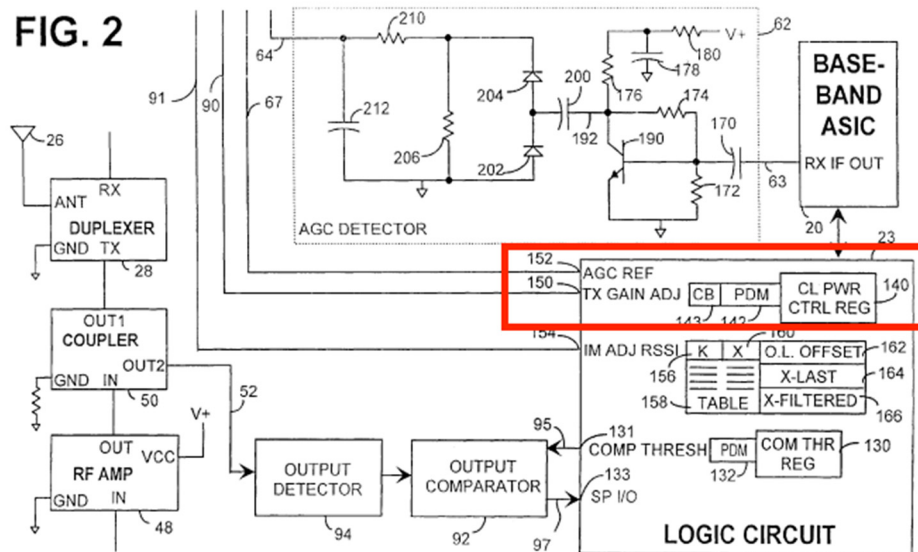 FIG. 2
210
64
180
V+
62
178
91
90
67
212
204
200
176
174
BASE-
BAND
ASIC
26
206
192
190
170
202
172
63
RX IF OUT
RX
ANT
DUPLEXER
GND TX
28
AGC DETECTOR
20
23
152
AGC REF
150
TX GAIN ADJ
CB
PDM
CL PWR
CTRL REG
140
143
142
154
160
IM ADJ RSSI
K
X
O.L. OFFSET
162
156
X-LAST
164
158
TABLE
X-FILTERED
166
OUT1
COUPLER
OUT2
GND
IN
50
52
V+
OUT
VCC
RF AMP
GND
IN
48
OUTPUT
DETECTOR
94
OUTPUT
COMPARATOR
92
95
131
COMP THRESH
PDM
COM THR
REG
130
132
133
SP I/O
97
LOGIC CIRCUIT